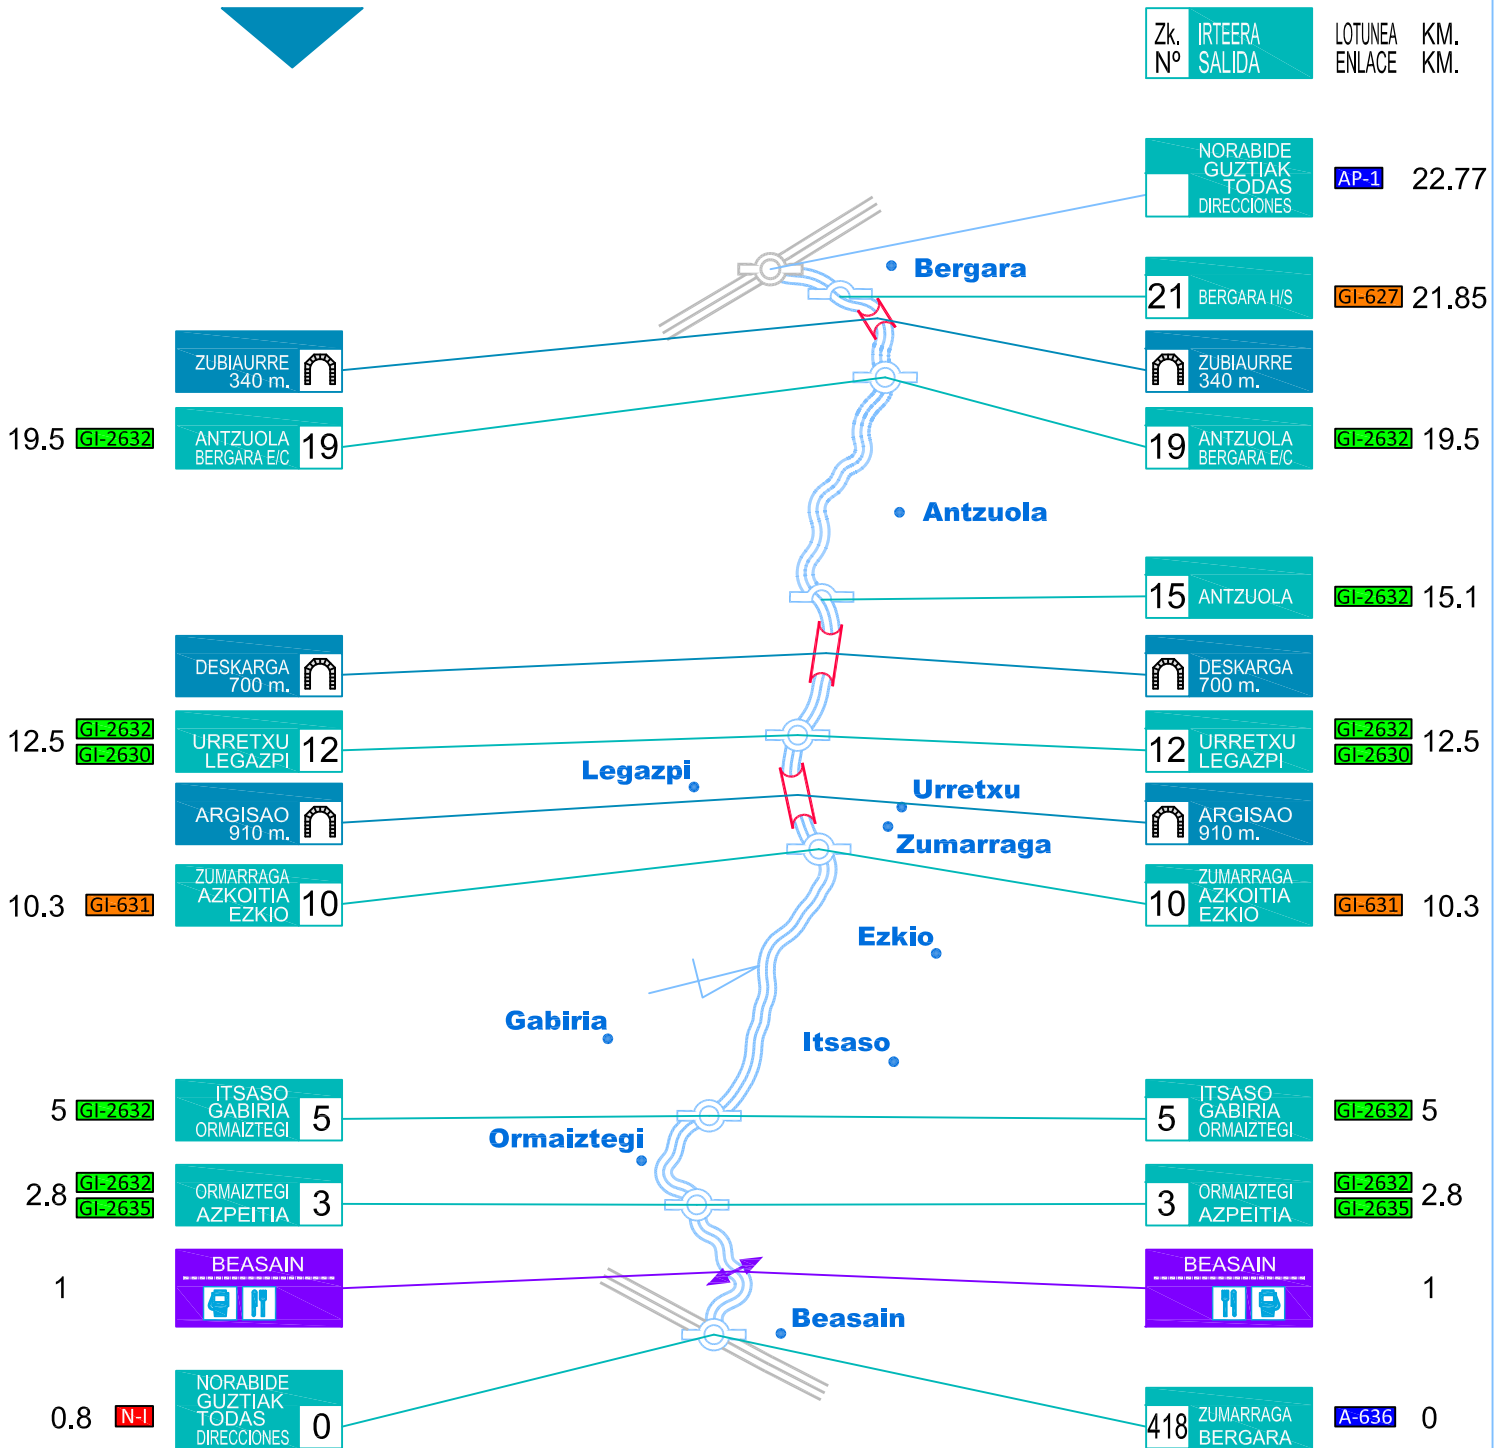 Zk. IRTEERA LOTUNEA KM.
Nº SALIDA ENLACE KM.
NORABIDE
GUZTIAK
TODAS
DIRECCIONES
AP-1 22.77
Bergara
21 BERGARA H/S GI-627 21.85
ZUBIAURRE
340 m.
ZUBIAURRE
340 m.
19.5 GI-2632 ANTZUOLA
BERGARA E/C 19
19 ANTZUOLA
BERGARA E/C GI-2632 19.5
Antzuola
15 ANTZUOLA GI-2632 15.1
DESKARGA
700 m.
DESKARGA
700 m.
12.5 GI-2632
GI-2630
URRETXU
LEGAZPI 12
12 URRETXU
LEGAZPI
GI-2632
GI-2630 12.5
Legazpi
Urretxu
Zumarraga
ARGISAO
910 m.
ARGISAO
910 m.
10.3 GI-631 ZUMARRAGA
AZKOITIA
EZKIO 10
10 ZUMARRAGA
AZKOITIA
EZKIO GI-631 10.3
Ezkio
Gabiria
Itsaso
5 GI-2632 ITSASO
GABIRIA
ORMAIZTEGI 5
5 ITSASO
GABIRIA
ORMAIZTEGI GI-2632 5
Ormaiztegi
2.8 GI-2632
GI-2635
ORMAIZTEGI
AZPEITIA 3
3 ORMAIZTEGI
AZPEITIA
GI-2632
GI-2635 2.8
1 BEASAIN
BEASAIN 1
Beasain
0.8 N-I NORABIDE
GUZTIAK
TODAS
DIRECCIONES 0
418 ZUMARRAGA
BERGARA A-636 0